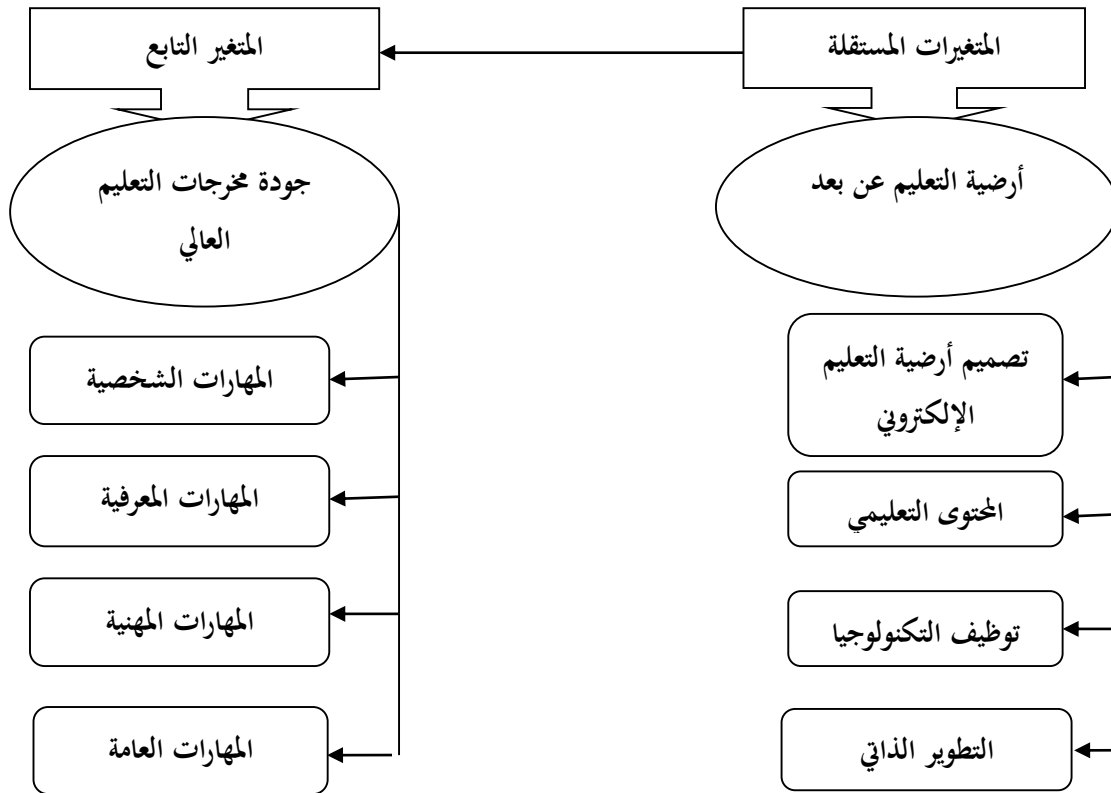 المتغيرات المستقلة
المتغير التابع
أرضية التعليم عن بعد
جودة مخرجات التعليم
العالي
تصميم أرضية التعليم
الإلكتروني
المحتوى التعليمي
توظيف التكنولوجيا
التطوير الذاتي
المهارات الشخصية
المهارات المعرفية
المهارات المهنية
المهارات العامة